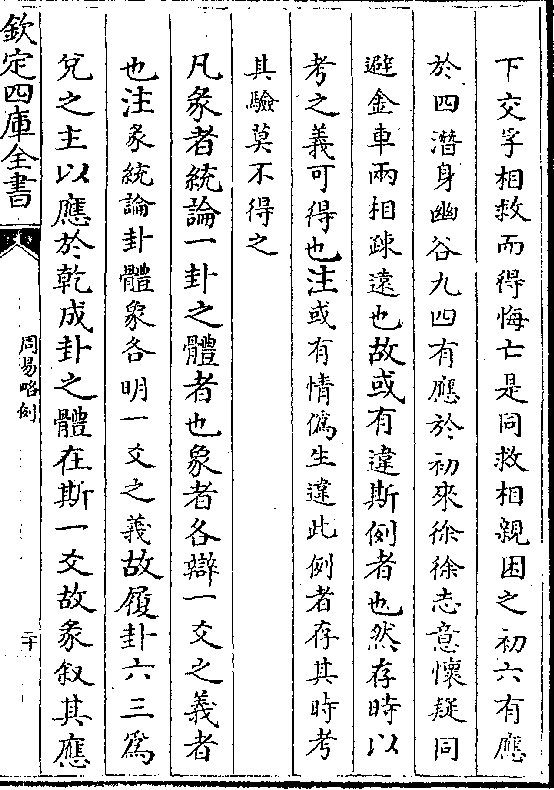 下交孚相救而得悔亡是同救相親困之初六有應
於四潛身幽谷九四有應於初來徐徐志意懷疑同
避金車兩相疎遠也故或有違斯例者也然存時以
考之義可得也注或有情偽生違此例者存其時考
其驗莫不得之
凡彖者統論一卦之體者也象者各辯一爻之義者
也注彖統論卦體象各明一爻之義故履卦六三為
兌之主以應於乾成卦之體在斯一爻故彖叙其應
欽定四庫全書
周易略例
二十